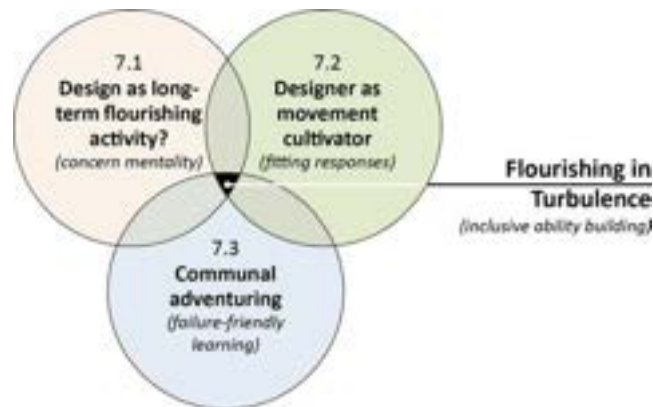 7.1
Design as long-
term flourishing
activity?
(concern mentality)
7.2
Designer as
movement
cultivator
(fitting responses)
Flourishing in
Turbulence
(inclusive ability building)
7.3
Communal
adventuring
(failure-friendly
learning)